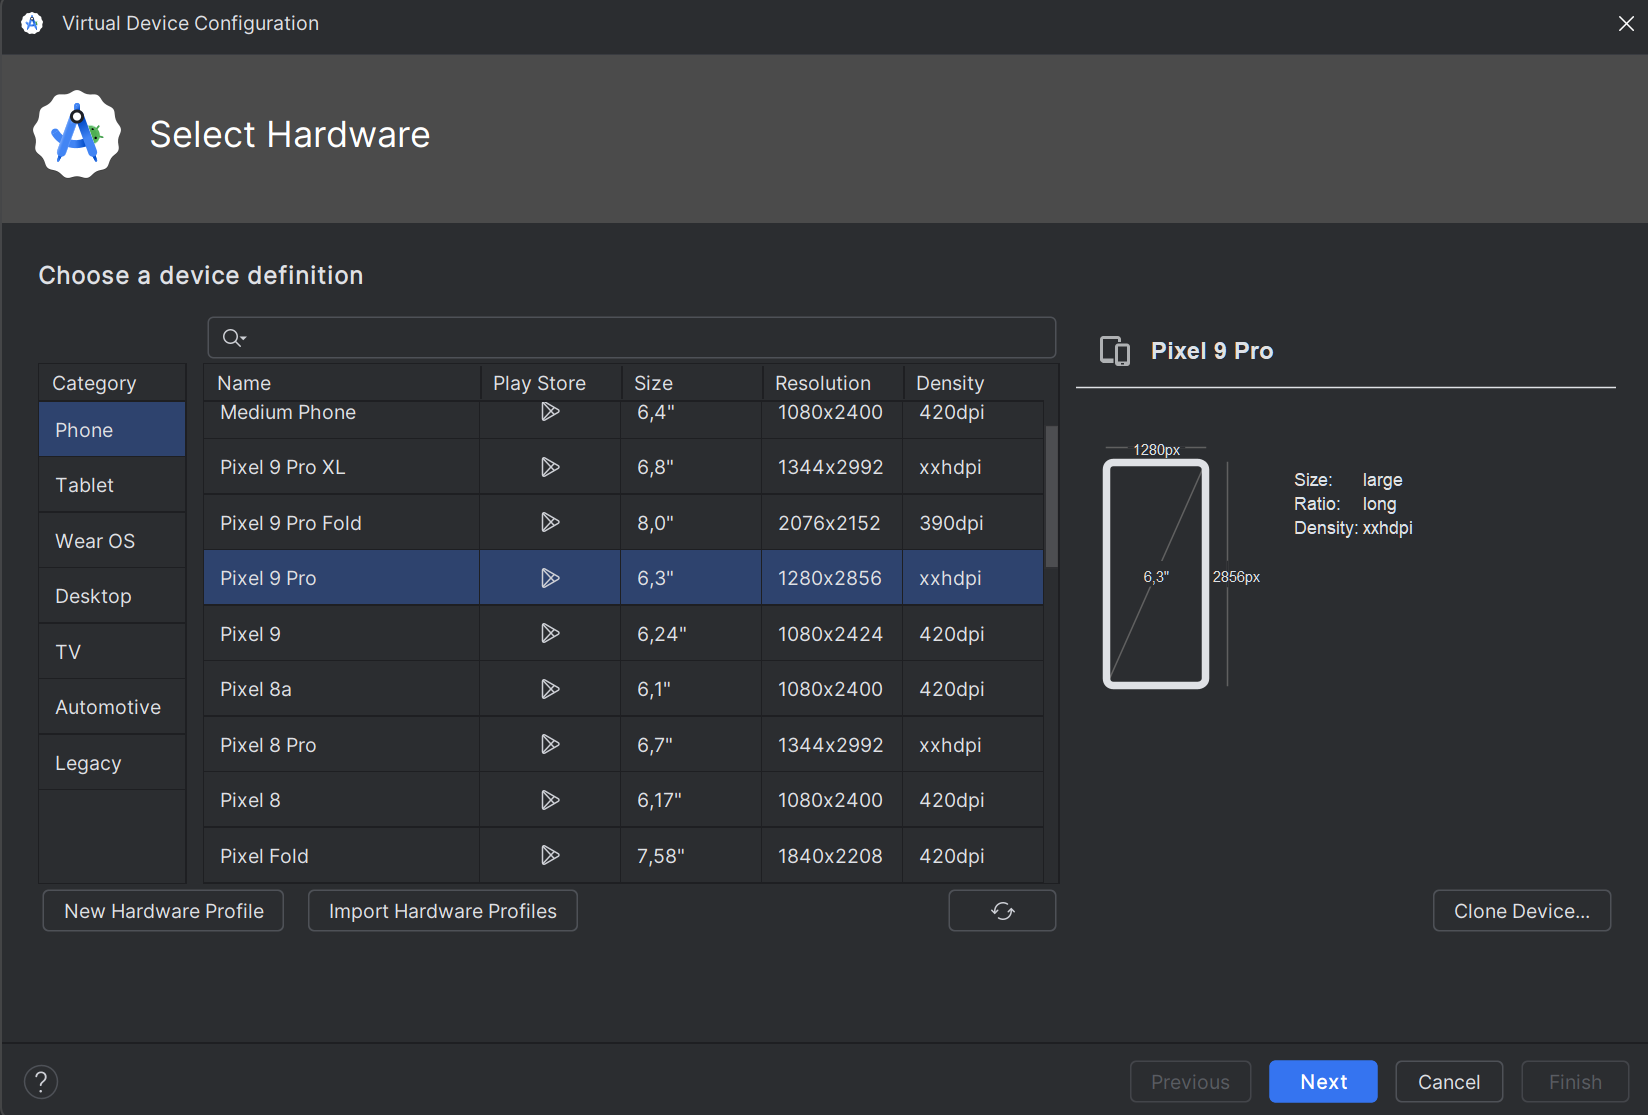 Virtual Device Configuration
Select Hardware
Choose a device definition
Category
Phone
Tablet
Wear OS
Desktop
TV
Automotive
Legacy
Name Play Store Size Resolution Density
Medium Phone 6,4" 1080x2400 420dpi
Pixel 9 Pro XL 6,8" 1344x2992 xxhdpi
Pixel 9 Pro Fold 8,0" 2076x2152 390dpi
Pixel 9 Pro 6,3" 1280x2856 xxhdpi
Pixel 9 6,24" 1080x2424 420dpi
Pixel 8a 6,1" 1080x2400 420dpi
Pixel 8 Pro 6,7" 1344x2992 xxhdpi
Pixel 8 6,17" 1080x2400 420dpi
Pixel Fold 7,58" 1840x2208 420dpi
Pixel 9 Pro
1280px
6,3"
2856px
Size: large
Ratio: long
Density: xxhdpi
New Hardware Profile
Import Hardware Profiles
Clone Device...
?
Previous
Next
Cancel
Finish